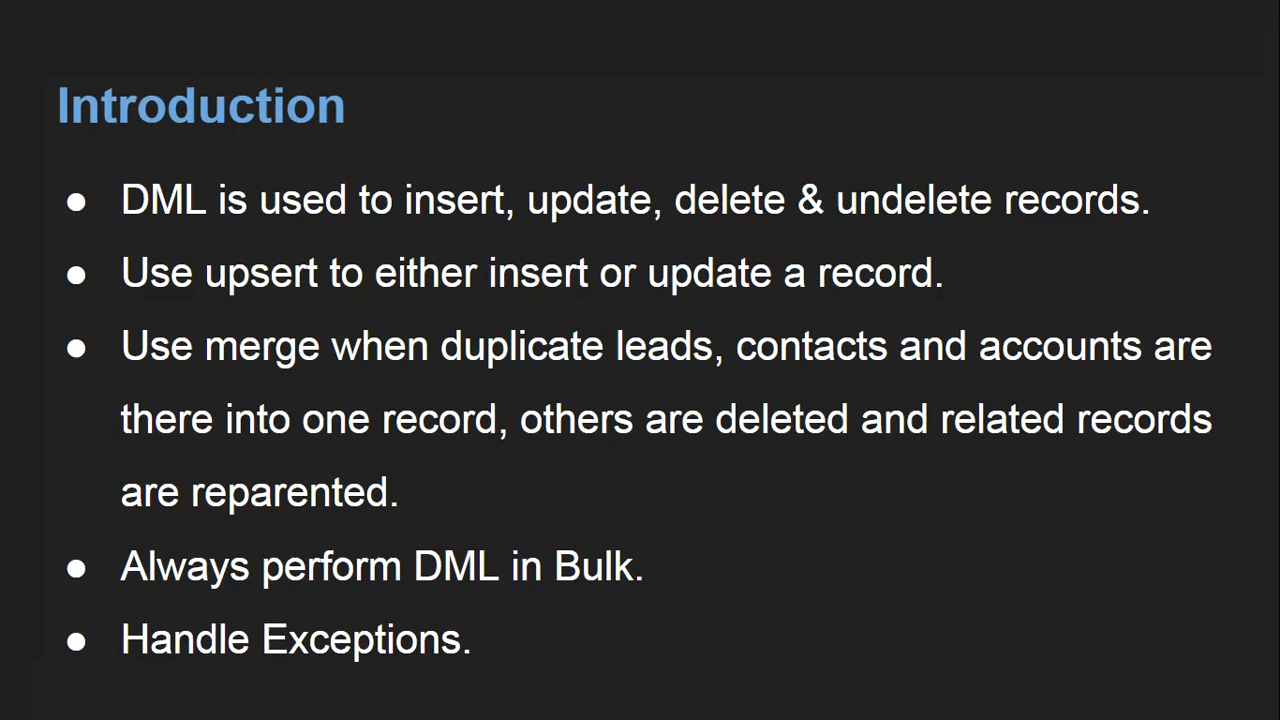 Introduction
● DML is used to insert, update, delete & undelete records.
● Use upsert to either insert or update a record.
● Use merge when duplicate leads, contacts and accounts are
there into one record, others are deleted and related records
are reparented.
● Always perform DML in Bulk.
● Handle Exceptions.